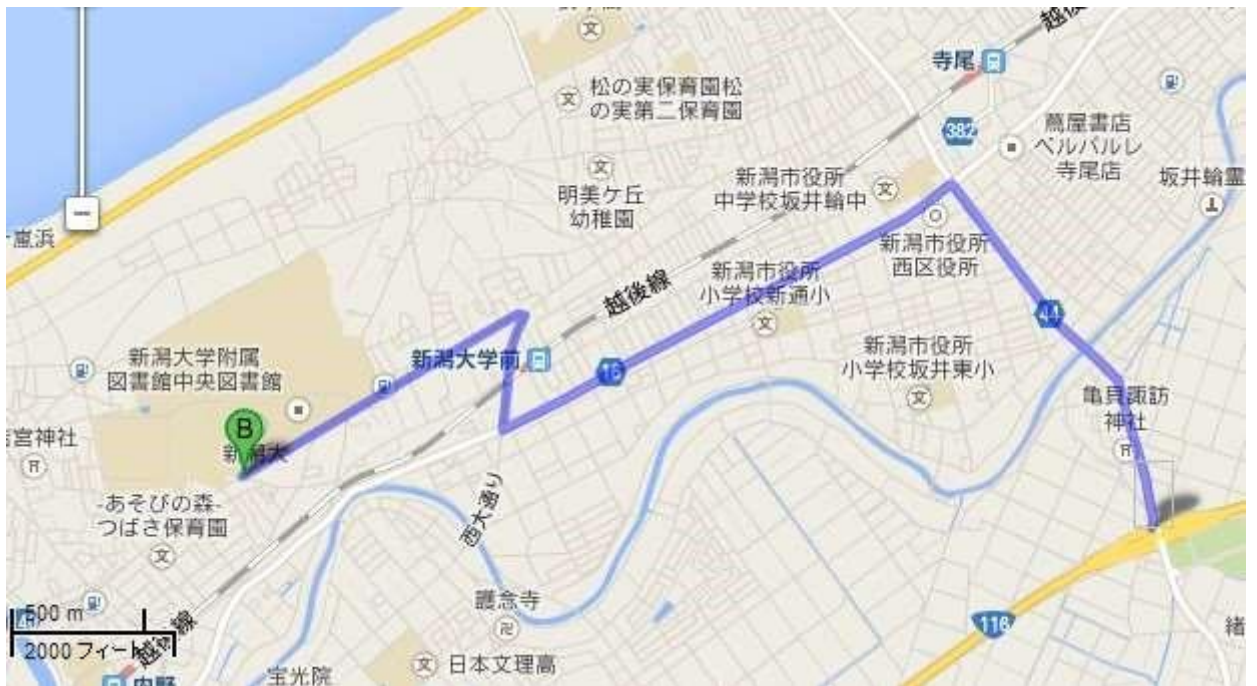 越後
寺尾
松の実保育園松
の実第二保育園
382
蔦屋書店
ベルパルレ
寺尾店
新潟市役所
中学校坂井輪中
坂井輪霊
明美ケ丘
幼稚園
新潟市役所
西区役所
嵐浜
越後線
新潟市役所
小学校新通小
44
新潟大学附属
図書館中央図書館
新潟大学前
16
新潟市役所
小学校坂井東小
亀貝諏訪
神社
B
宮神社
新潟大
西大通り
-あそびの森-
つばさ保育園
護念寺
500 m
2000 フィート
越後線
116
緒
日本文理高
宝光院
内野